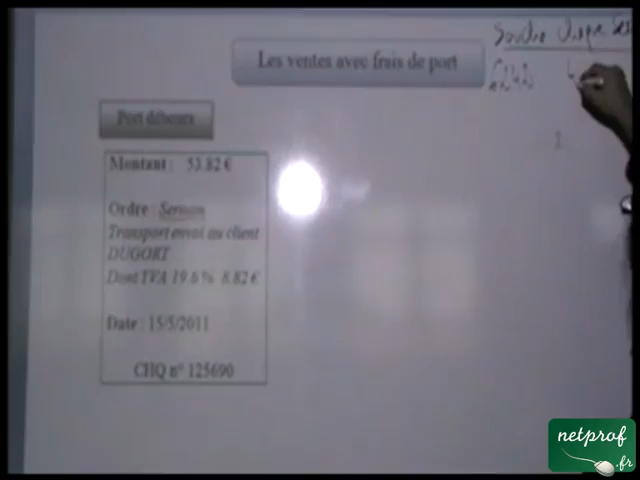 Les ventes avec frais de port
Port débours
Montant : 53.82 €
Ordre : Sernam
Transport envoi au client
DUGORT
Dont TVA 19.6 % 8.82 €
Date : 15/5/2011
CHQ n° 125690
netprof
.fr